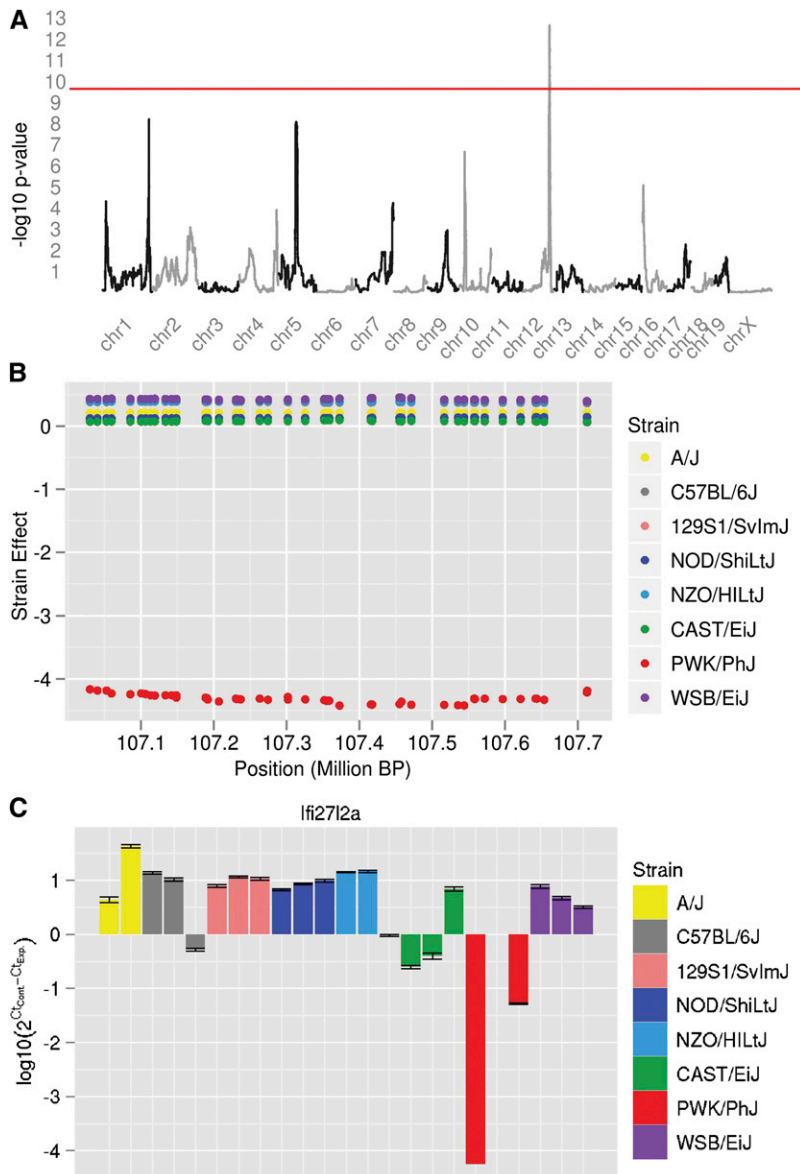 A
13
12
11
10
9
8
7
6
5
4
3
2
1
-log10 p-value
chr1 chr2 chr3 chr4 chr5 chr6 chr7 chr8 chr9 chr10 chr11 chr12 chr13 chr14 chr15 chr16 chr17 chr18 chr19 chrX
B
0
-1
-2
-3
-4
Strain Effect
107.1 107.2 107.3 107.4 107.5 107.6 107.7
Position (Million BP)
Strain
A/J
C57BL/6J
129S1/SvImJ
NOD/ShiLtJ
NZO/HILtJ
CAST/EiJ
PWK/PhJ
WSB/EiJ
C
Ifi27l2a
1
0
-1
-2
-3
-4
log10(2^Ct_Cont.-Ct_Exp.)
Strain
A/J
C57BL/6J
129S1/SvImJ
NOD/ShiLtJ
NZO/HILtJ
CAST/EiJ
PWK/PhJ
WSB/EiJ